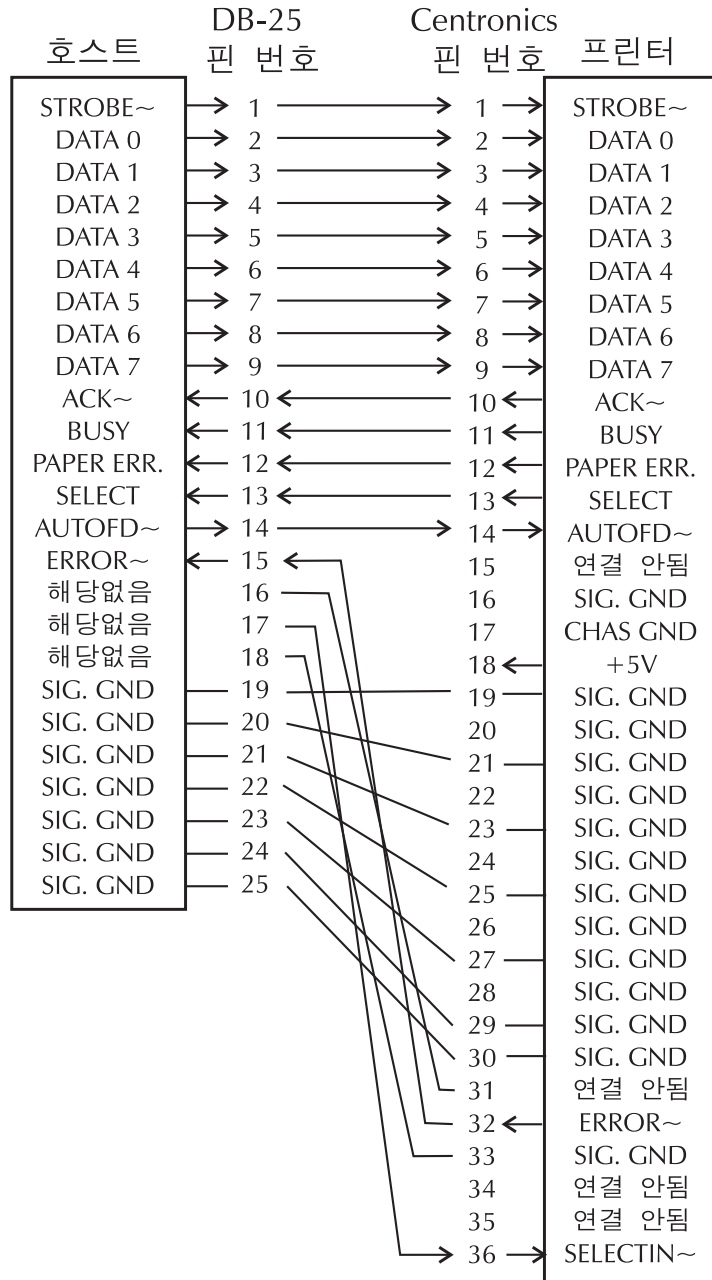 DB-25 Centronics
호스트 핀 번호 핀 번호 프린터
STROBE~ 1 1 STROBE~
DATA 0 2 2 DATA 0
DATA 1 3 3 DATA 1
DATA 2 4 4 DATA 2
DATA 3 5 5 DATA 3
DATA 4 6 6 DATA 4
DATA 5 7 7 DATA 5
DATA 6 8 8 DATA 6
DATA 7 9 9 DATA 7
ACK~ 10 10 ACK~
BUSY 11 11 BUSY
PAPER ERR. 12 12 PAPER ERR.
SELECT 13 13 SELECT
AUTOFD~ 14 14 AUTOFD~
ERROR~ 15 15 연결 안됨
해당없음 16 16 SIG. GND
해당없음 17 17 CHAS GND
해당없음 18 18 +5V
SIG. GND 19 19 SIG. GND
SIG. GND 20 20 SIG. GND
SIG. GND 21 21 SIG. GND
SIG. GND 22 22 SIG. GND
SIG. GND 23 23 SIG. GND
SIG. GND 24 24 SIG. GND
SIG. GND 25 25 SIG. GND
26 SIG. GND
27 SIG. GND
28 SIG. GND
29 SIG. GND
30 SIG. GND
31 연결 안됨
32 ERROR~
33 SIG. GND
34 연결 안됨
35 연결 안됨
36 SELECTIN~